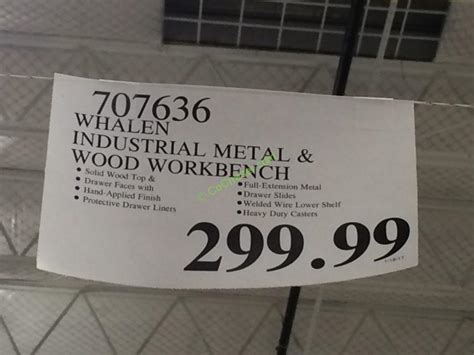 707636
WHALEN
INDUSTRIAL METAL &
WOOD WORKBENCH
• Solid Wood Top &
Drawer Faces with
• Hand-Applied Finish
• Protective Drawer Liners
• Full-Extension Metal
• Drawer Slides
• Welded Wire Lower Shelf
• Heavy Duty Casters
299.99